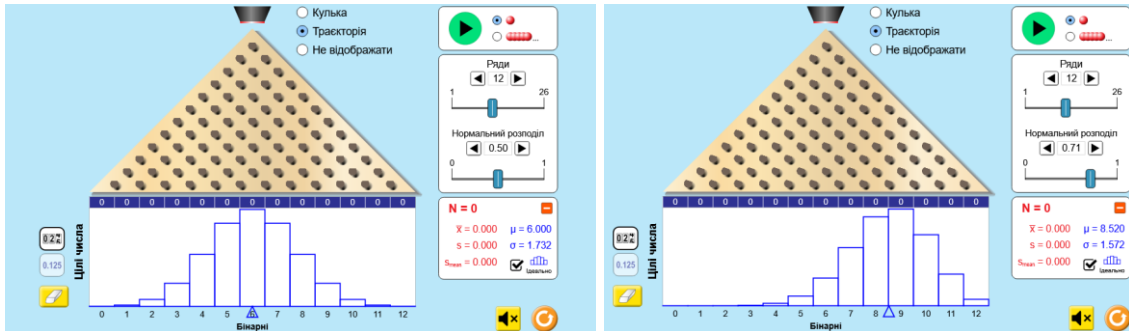 Кулька
Траєкторія
Не відображати
...
Ряди
12
1 26
Нормальний розподіл
0.50
0 1
N = 0
x̅ = 0.000 μ = 6.000
s = 0.000 σ = 1.732
smean = 0.000 Ідеально
0.125
0 0 0 0 0 0 0 0 0 0 0 0 0
Цілі числа
0 1 2 3 4 5 6 7 8 9 10 11 12
Бінарні
Кулька
Траєкторія
Не відображати
...
Ряди
12
1 26
Нормальний розподіл
0.71
0 1
N = 0
x̅ = 0.000 μ = 8.520
s = 0.000 σ = 1.572
smean = 0.000 Ідеально
0.125
0 0 0 0 0 0 0 0 0 0 0 0 0
Цілі числа
0 1 2 3 4 5 6 7 8 9 10 11 12
Бінарні